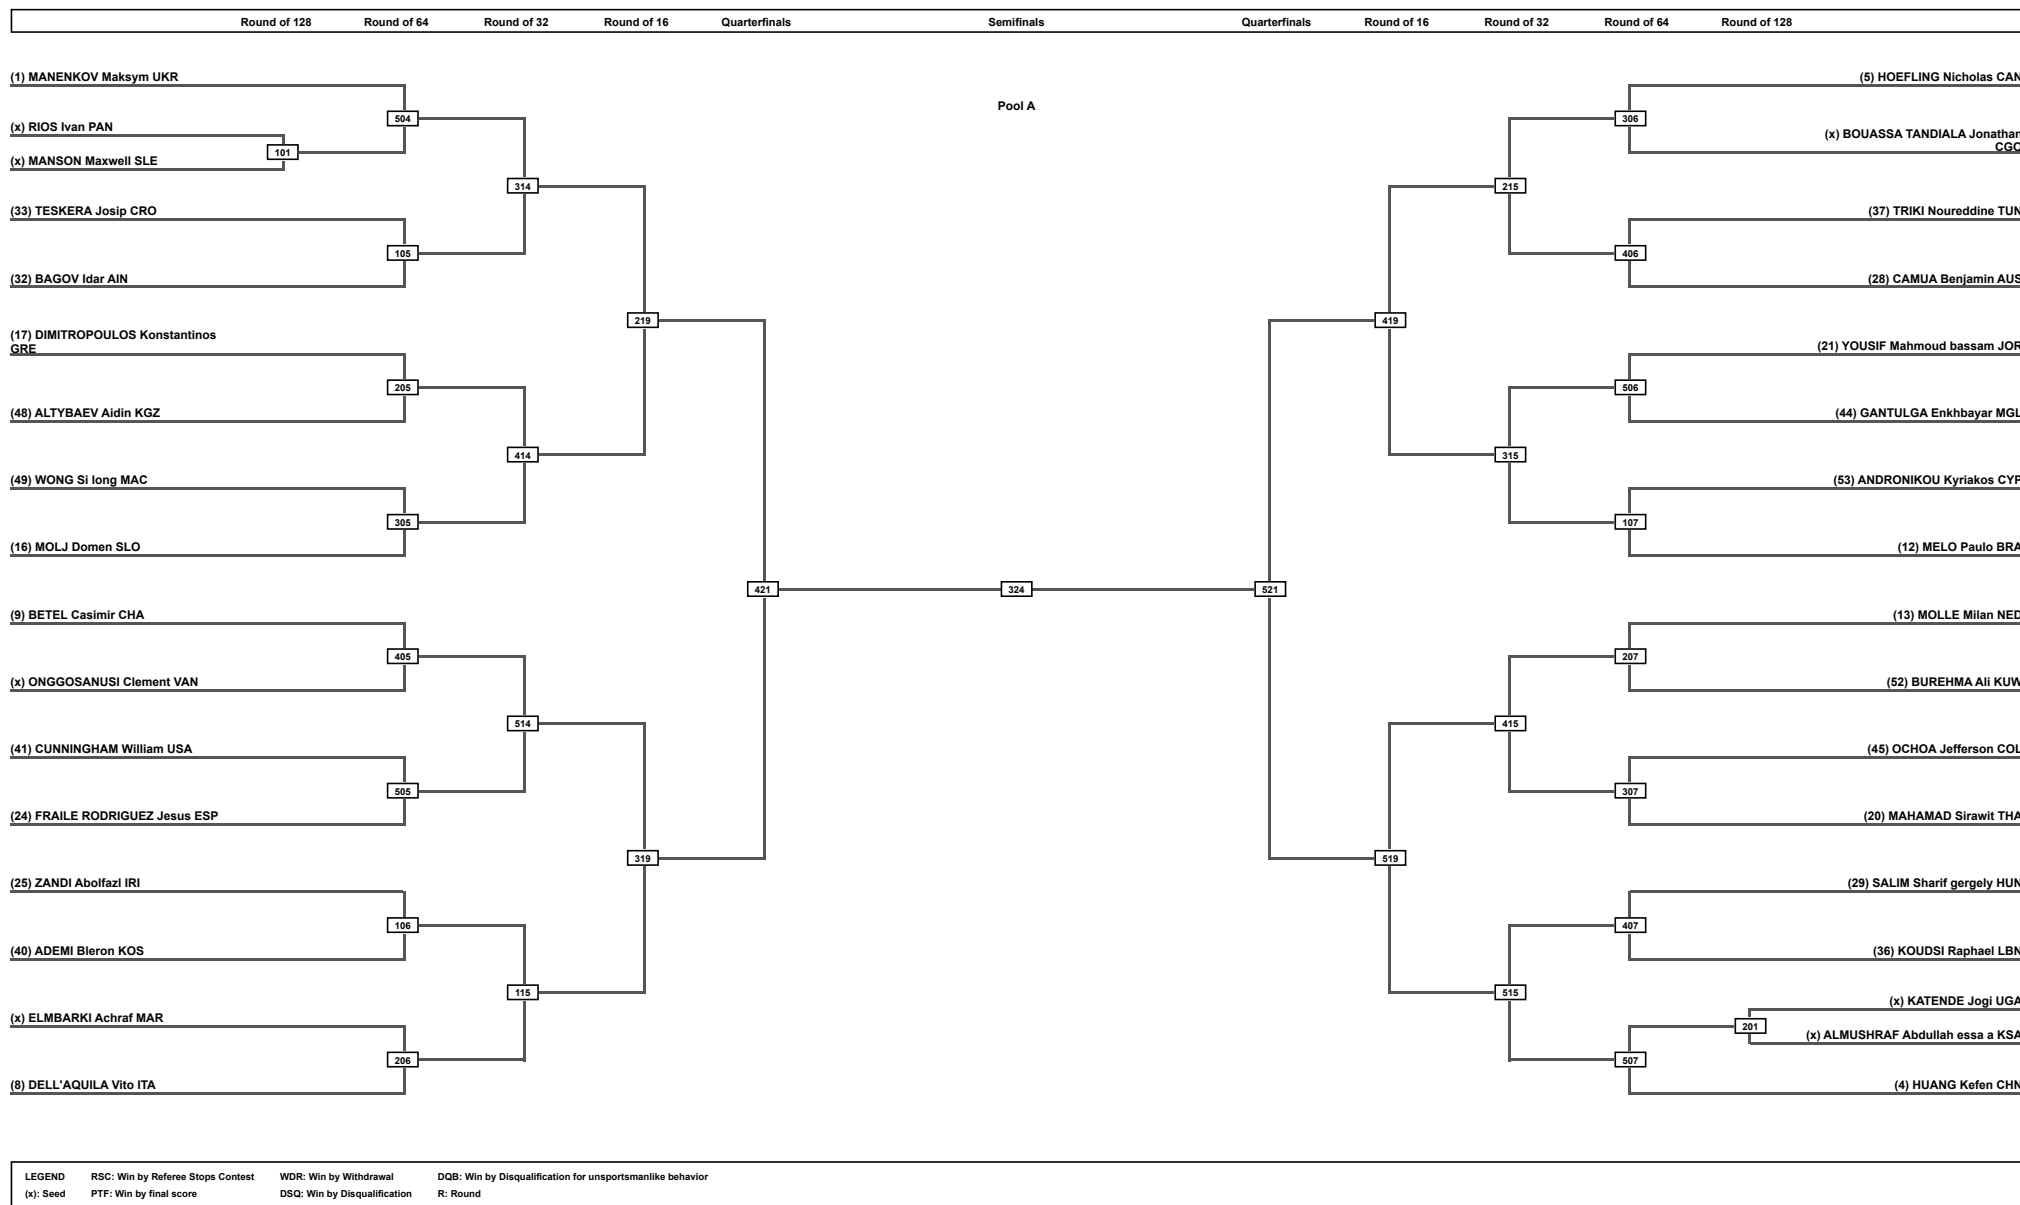 Round of 128 Round of 64 Round of 32 Round of 16 Quarterfinals Semifinals Quarterfinals Round of 16 Round of 32 Round of 64 Round of 128
Pool A
(1) MANENKOV Maksym UKR
504
(x) RIOS Ivan PAN
101
(x) MANSON Maxwell SLE
314
(33) TESKERA Josip CRO
105
(32) BAGOV Idar AIN
219
(17) DIMITROPOULOS Konstantinos
GRE
205
(48) ALTYBAEV Aidin KGZ
414
(49) WONG Si long MAC
305
(16) MOLJ Domen SLO
421
(9) BETEL Casimir CHA
405
(x) ONGGOSANUSI Clement VAN
514
(41) CUNNINGHAM William USA
505
(24) FRAILE RODRIGUEZ Jesus ESP
319
(25) ZANDI Abolfazl IRI
106
(40) ADEMI Bleron KOS
115
(x) ELMBARKI Achraf MAR
206
(8) DELL'AQUILA Vito ITA
324
(5) HOEFLING Nicholas CAN
306
(x) BOUASSA TANDIALA Jonathan
CGO
215
(37) TRIKI Noureddine TUN
406
(28) CAMUA Benjamin AUS
419
(21) YOUSIF Mahmoud bassam JOR
506
(44) GANTULGA Enkhbayar MGL
315
(53) ANDRONIKOU Kyriakos CYP
107
(12) MELO Paulo BRA
521
(13) MOLLE Milan NED
207
(52) BUREHMA Ali KUW
415
(45) OCHOA Jefferson COL
307
(20) MAHAMAD Sirawit THA
519
(29) SALIM Sharif gergely HUN
407
(36) KOUDSI Raphael LBN
515
(x) KATENDE Jogi UGA
201
(x) ALMUSHRAF Abdullah essa a KSA
507
(4) HUANG Kefen CHN
LEGEND RSC: Win by Referee Stops Contest WDR: Win by Withdrawal DQB: Win by Disqualification for unsportsmanlike behavior
(x): Seed PTF: Win by final score DSQ: Win by Disqualification R: Round